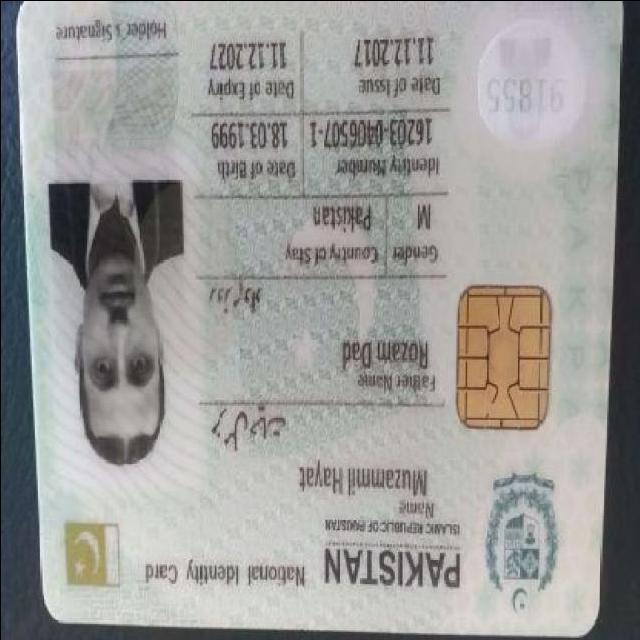 PAKISTAN National Identity Card
ISLAMIC REPUBLIC OF PAKISTAN
Name
Muzammil Hayat
Father Name
Rozam Dad
Gender Country of Stay
M Pakistan
Identity Number Date of Birth
16203-0406507-1 18.03.1999
Date of Issue Date of Expiry
11.12.2017 11.12.2027
Holder's Signature
91855